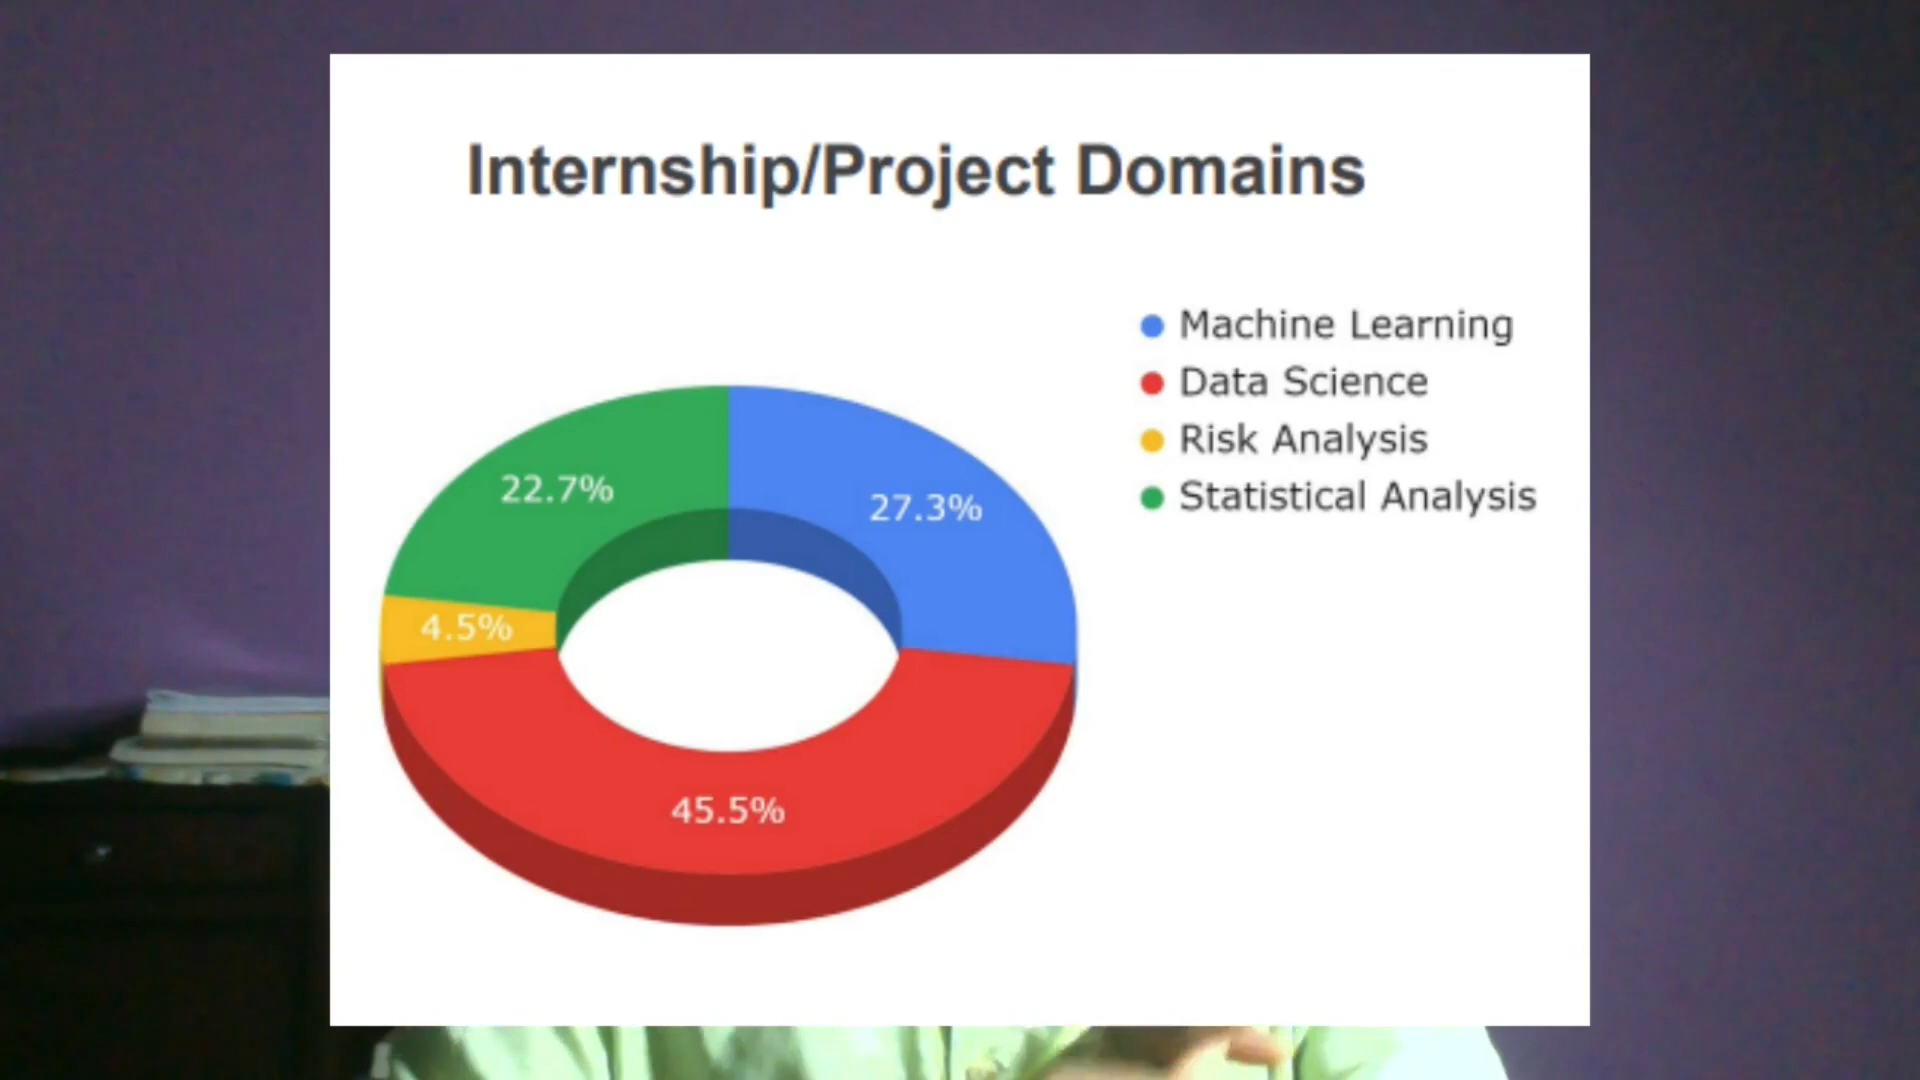 Internship/Project Domains
Machine Learning
Data Science
Risk Analysis
Statistical Analysis
22.7%
27.3%
4.5%
45.5%